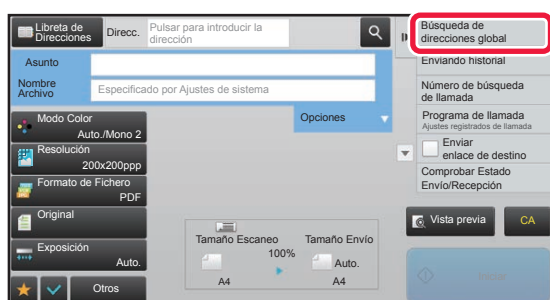 Libreta de
Direcciones
Direcc.
Pulsar para introducir la
dirección
Asunto
Nombre
Archivo
Especificado por Ajustes de sistema
Opciones
Modo Color
Auto./Mono 2
Resolución
200x200ppp
Formato de Fichero
PDF
Original
Exposición
Auto.
Otros
Tamaño Escaneo
100%
A4
Tamaño Envío
Auto.
A4
Búsqueda de
direcciones global
Enviando historial
Número de búsqueda
de llamada
Programa de llamada
Ajustes registrados de llamada
Enviar
enlace de destino
Comprobar Estado
Envío/Recepción
Vista previa
CA